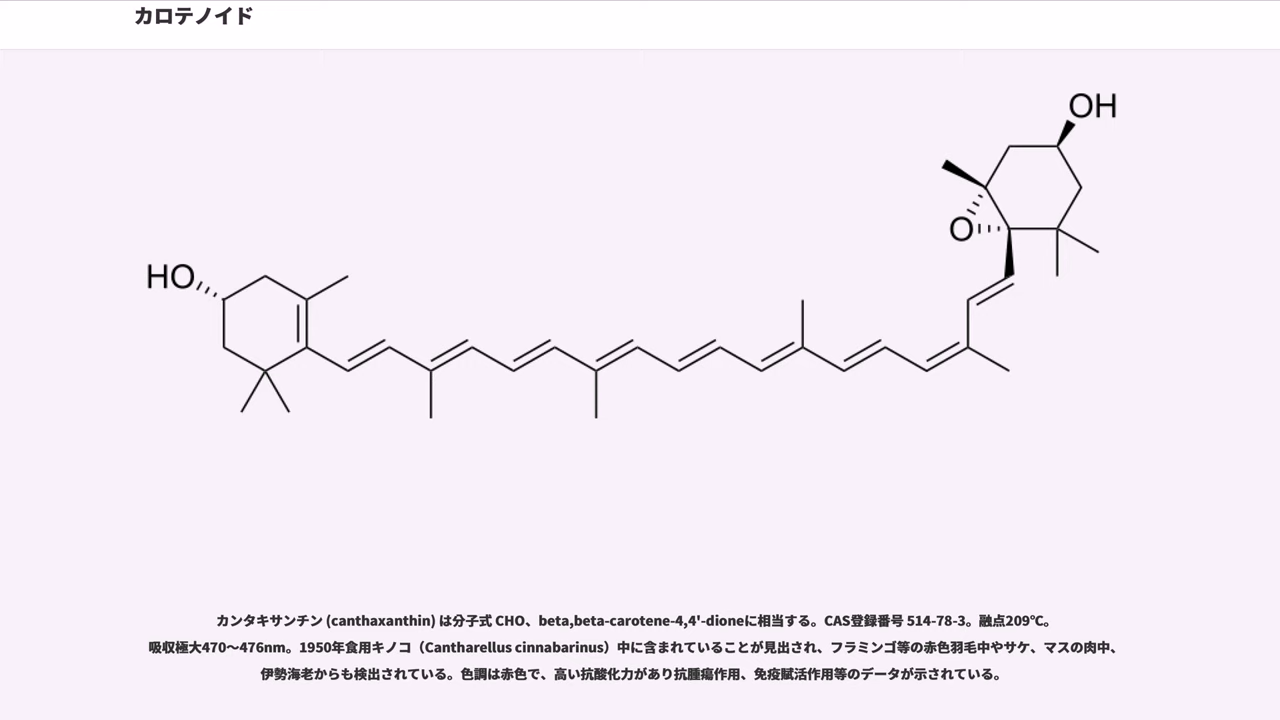 カロテノイド
OH
O
HO
カンタキサンチン (canthaxanthin) は分子式 CHO、beta,beta-carotene-4,4'-dioneに相当する。CAS登録番号 514-78-3。融点209℃。
吸収極大470〜476nm。1950年食用キノコ（Cantharellus cinnabarinus）中に含まれていることが見出され、フラミンゴ等の赤色羽毛中やサケ、マスの肉中、
伊勢海老からも検出されている。色調は赤色で、高い抗酸化力があり抗腫瘍作用、免疫賦活作用等のデータが示されている。